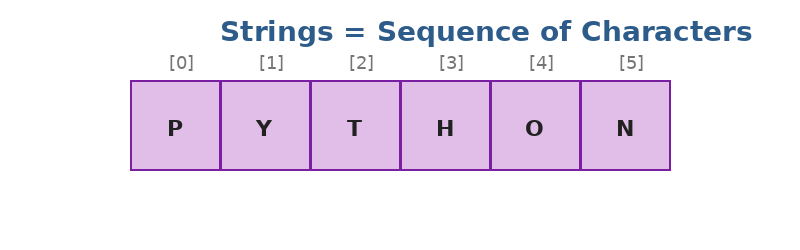 Strings = Sequence of Characters
[0] [1] [2] [3] [4] [5]
P Y T H O N